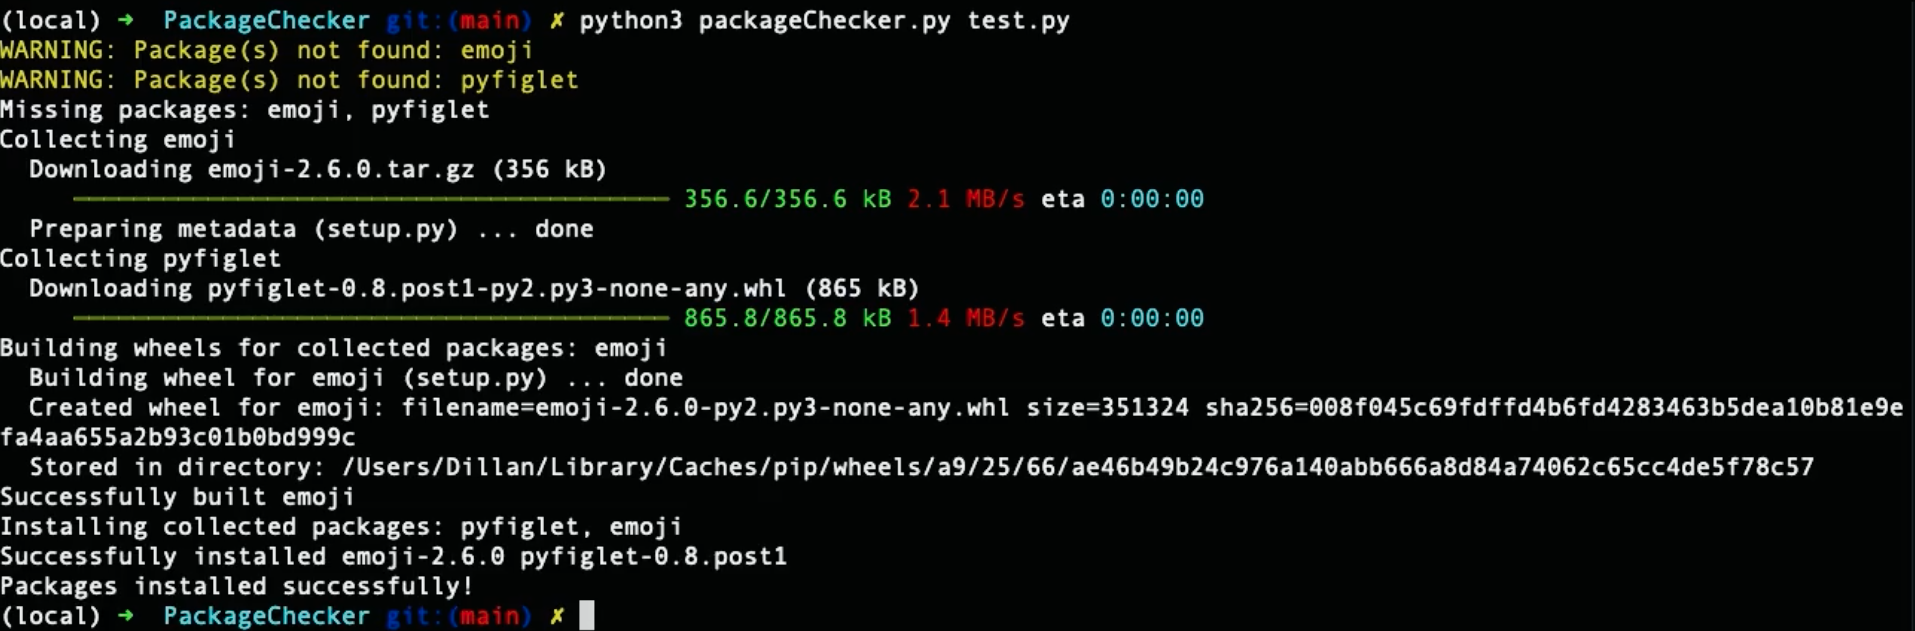 (local) ➜  PackageChecker git:(main) ✗ python3 packageChecker.py test.py
WARNING: Package(s) not found: emoji
WARNING: Package(s) not found: pyfiglet
Missing packages: emoji, pyfiglet
Collecting emoji
  Downloading emoji-2.6.0.tar.gz (356 kB)
     ━━━━━━━━━━━━━━━━━━━━━━━━━━━━━━━━━━━━━━━━ 356.6/356.6 kB 2.1 MB/s eta 0:00:00
  Preparing metadata (setup.py) ... done
Collecting pyfiglet
  Downloading pyfiglet-0.8.post1-py2.py3-none-any.whl (865 kB)
     ━━━━━━━━━━━━━━━━━━━━━━━━━━━━━━━━━━━━━━━━ 865.8/865.8 kB 1.4 MB/s eta 0:00:00
Building wheels for collected packages: emoji
  Building wheel for emoji (setup.py) ... done
  Created wheel for emoji: filename=emoji-2.6.0-py2.py3-none-any.whl size=351324 sha256=008f045c69fdffd4b6fd4283463b5dea10b81e9e
fa4aa655a2b93c01b0bd999c
  Stored in directory: /Users/Dillan/Library/Caches/pip/wheels/a9/25/66/ae46b49b24c976a140abb666a8d84a74062c65cc4de5f78c57
Successfully built emoji
Installing collected packages: pyfiglet, emoji
Successfully installed emoji-2.6.0 pyfiglet-0.8.post1
Packages installed successfully!
(local) ➜  PackageChecker git:(main) ✗